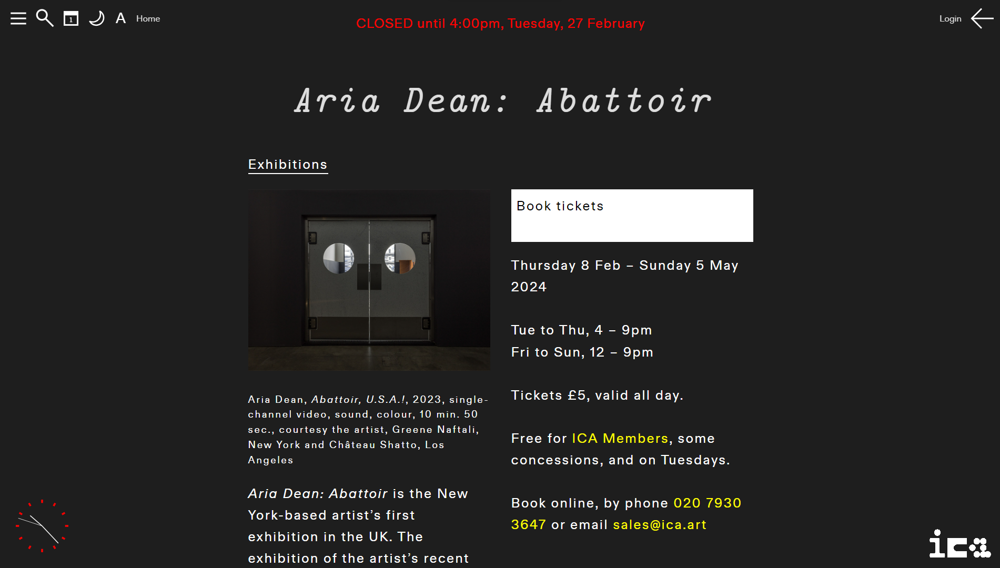 1
A
Home
CLOSED until 4:00pm, Tuesday, 27 February
Login
Aria Dean: Abattoir
Exhibitions
Book tickets
Thursday 8 Feb – Sunday 5 May
2024
Tue to Thu, 4 – 9pm
Fri to Sun, 12 – 9pm
Tickets £5, valid all day.
Free for ICA Members, some
concessions, and on Tuesdays.
Book online, by phone 020 7930
3647 or email sales@ica.art
Aria Dean, Abattoir, U.S.A.!, 2023, single-
channel video, sound, colour, 10 min. 50
sec., courtesy the artist, Greene Naftali,
New York and Château Shatto, Los
Angeles
Aria Dean: Abattoir is the New
York-based artist’s first
exhibition in the UK. The
exhibition of the artist’s recent
ica